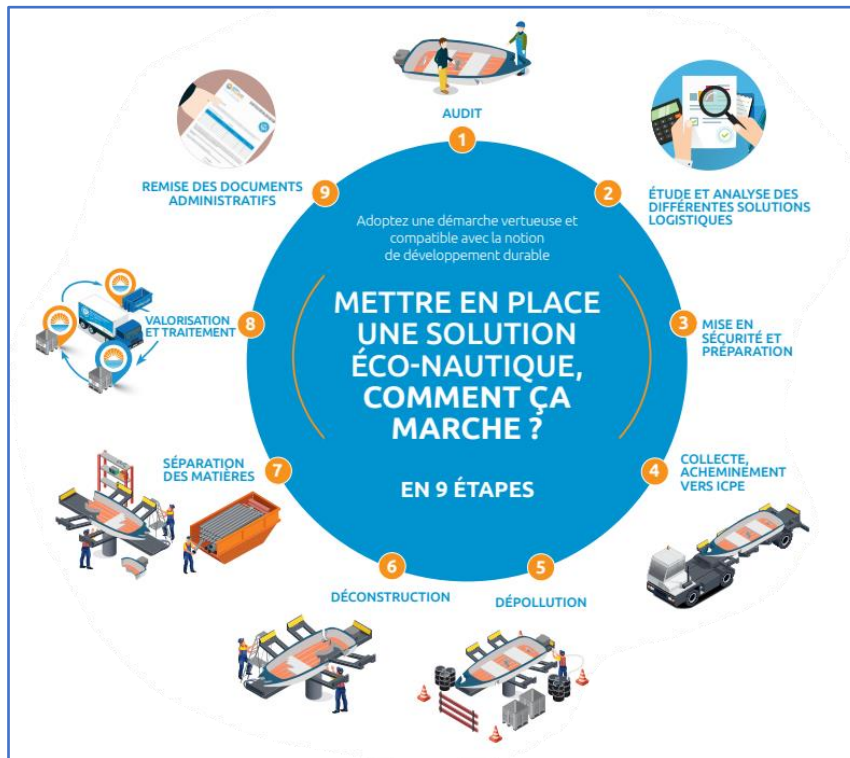 AUDIT
1
2
ÉTUDE ET ANALYSE DES
DIFFÉRENTES SOLUTIONS
LOGISTIQUES
3
MISE EN
SÉCURITÉ ET
PRÉPARATION
4
COLLECTE,
ACHEMINEMENT
VERS ICPE
5
DÉPOLLUTION
6
DÉCONSTRUCTION
7
SÉPARATION
DES MATIÈRES
8
VALORISATION
ET TRAITEMENT
9
REMISE DES DOCUMENTS
ADMINISTRATIFS
Adoptez une démarche vertueuse et
compatible avec la notion
de développement durable
METTRE EN PLACE
UNE SOLUTION
ÉCO-NAUTIQUE,
COMMENT ÇA
MARCHE ?
EN 9 ÉTAPES